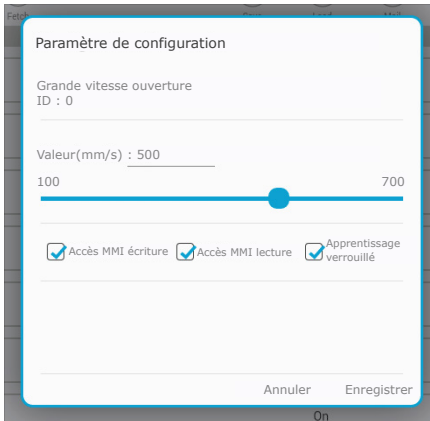 Fetch
Paramètre de configuration
Grande vitesse ouverture
ID : 0
Valeur(mm/s) : 500
100 700
Accès MMI écriture Accès MMI lecture Apprentissage
verrouillé
Annuler Enregistrer
On